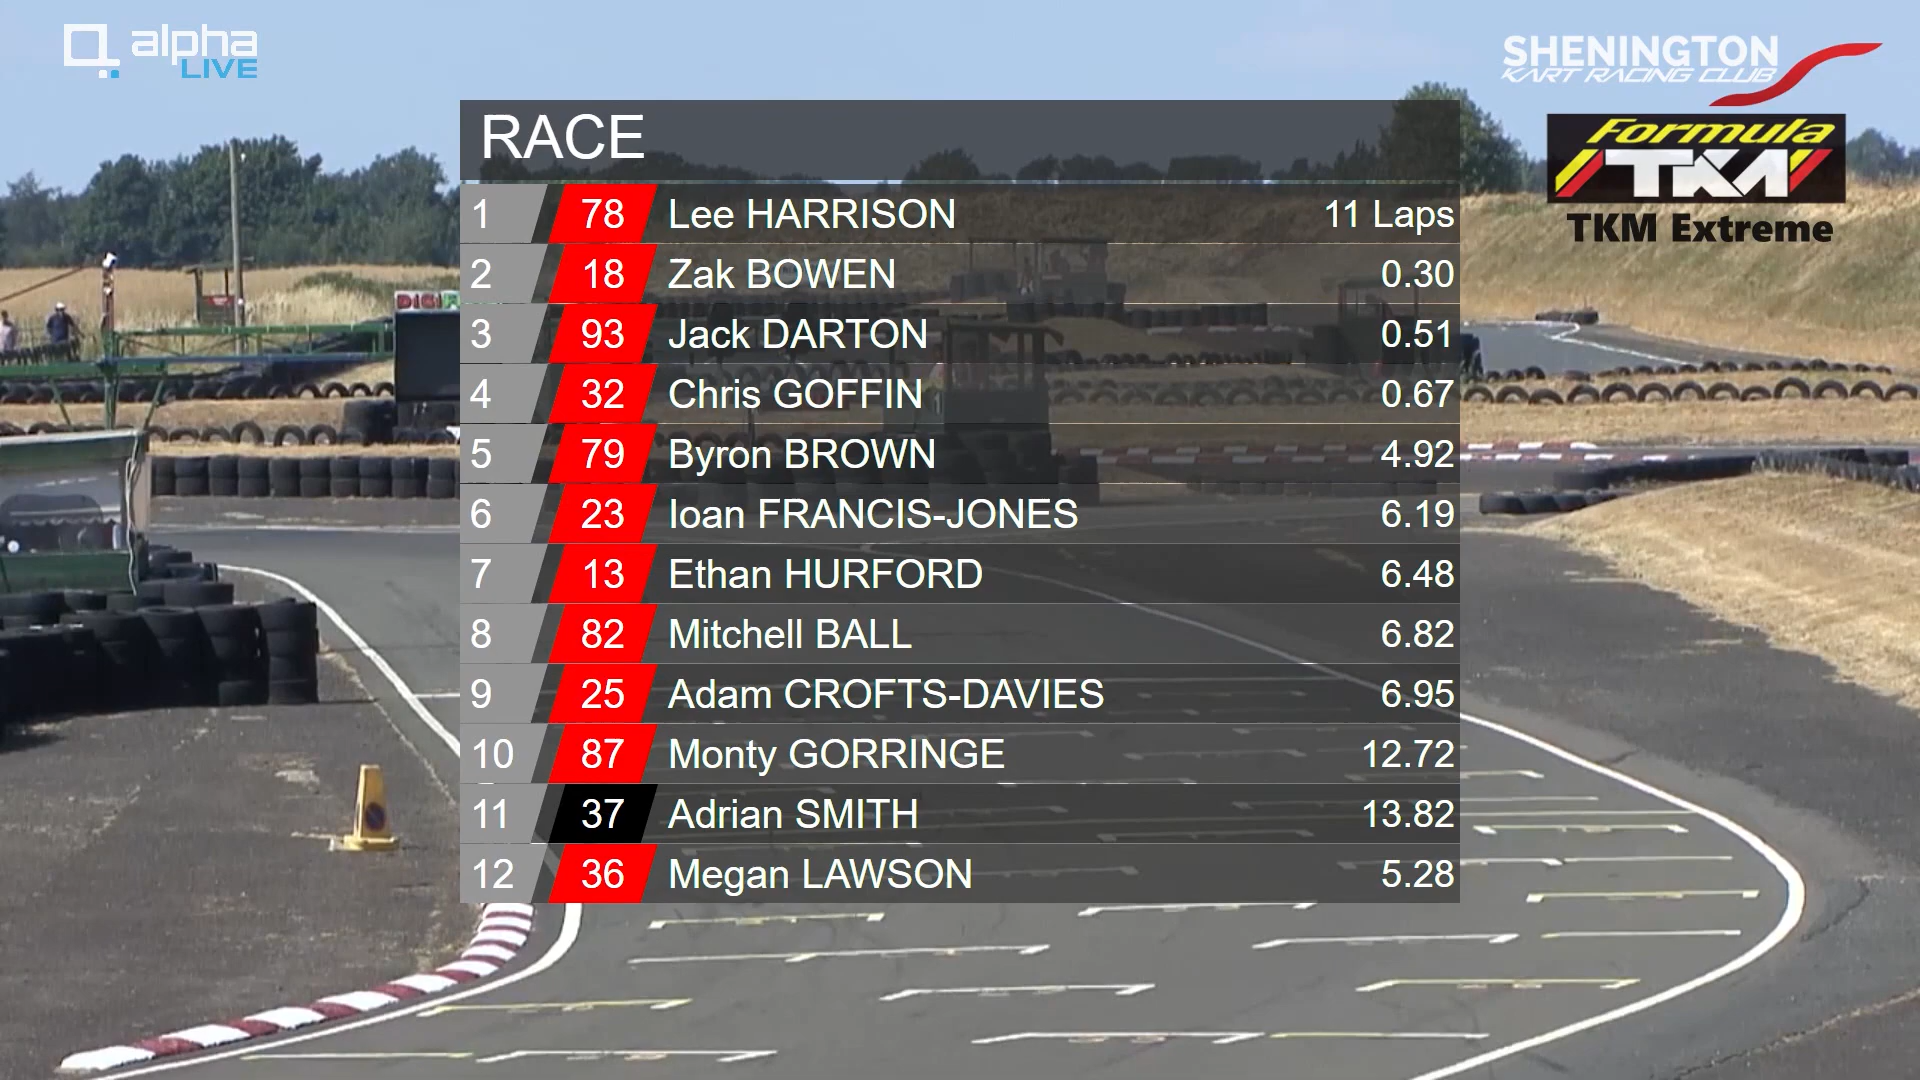 alpha
LIVE
SHENINGTON
KART RACING CLUB
Formula
TKM
TKM Extreme
RACE
1 78 Lee HARRISON 11 Laps
2 18 Zak BOWEN 0.30
3 93 Jack DARTON 0.51
4 32 Chris GOFFIN 0.67
5 79 Byron BROWN 4.92
6 23 Ioan FRANCIS-JONES 6.19
7 13 Ethan HURFORD 6.48
8 82 Mitchell BALL 6.82
9 25 Adam CROFTS-DAVIES 6.95
10 87 Monty GORRINGE 12.72
11 37 Adrian SMITH 13.82
12 36 Megan LAWSON 5.28